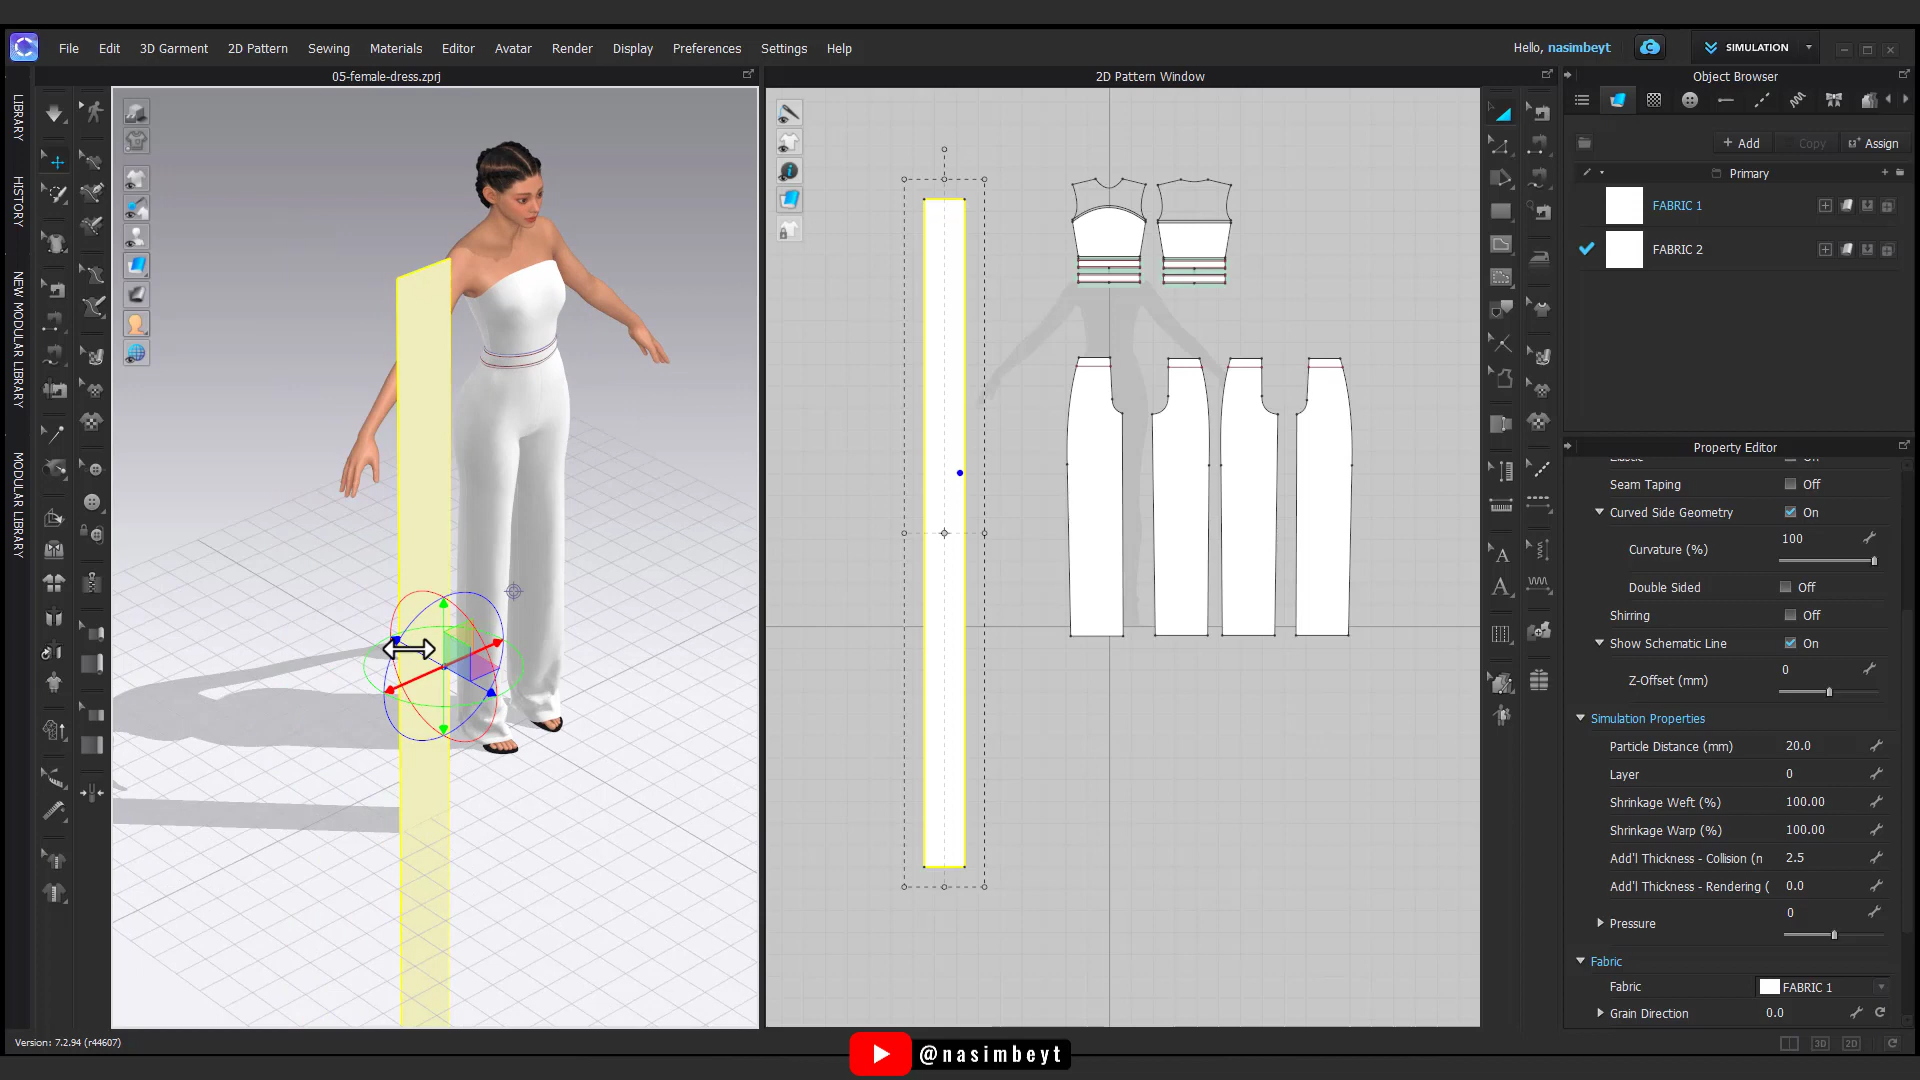 File Edit 3D Garment 2D Pattern Sewing Materials Editor Avatar Render Display Preferences Settings Help
Hello, nasimbeyt
SIMULATION
05-female-dress.zprj
2D Pattern Window
Object Browser
LIBRARY
HISTORY
NEW MODULAR LIBRARY
MODULAR LIBRARY
+ Add Copy Assign
Primary
FABRIC 1
FABRIC 2
Property Editor
Seam Taping Off
Curved Side Geometry On
Curvature (%) 100
Double Sided Off
Shirring Off
Show Schematic Line On
Z-Offset (mm) 0
Simulation Properties
Particle Distance (mm) 20.0
Layer 0
Shrinkage Weft (%) 100.00
Shrinkage Warp (%) 100.00
Add'l Thickness - Collision (n 2.5
Add'l Thickness - Rendering ( 0.0
Pressure 0
Fabric
Fabric FABRIC 1
Grain Direction 0.0
Version: 7.2.94 (r44607)
3D 2D
@nasimbeyt